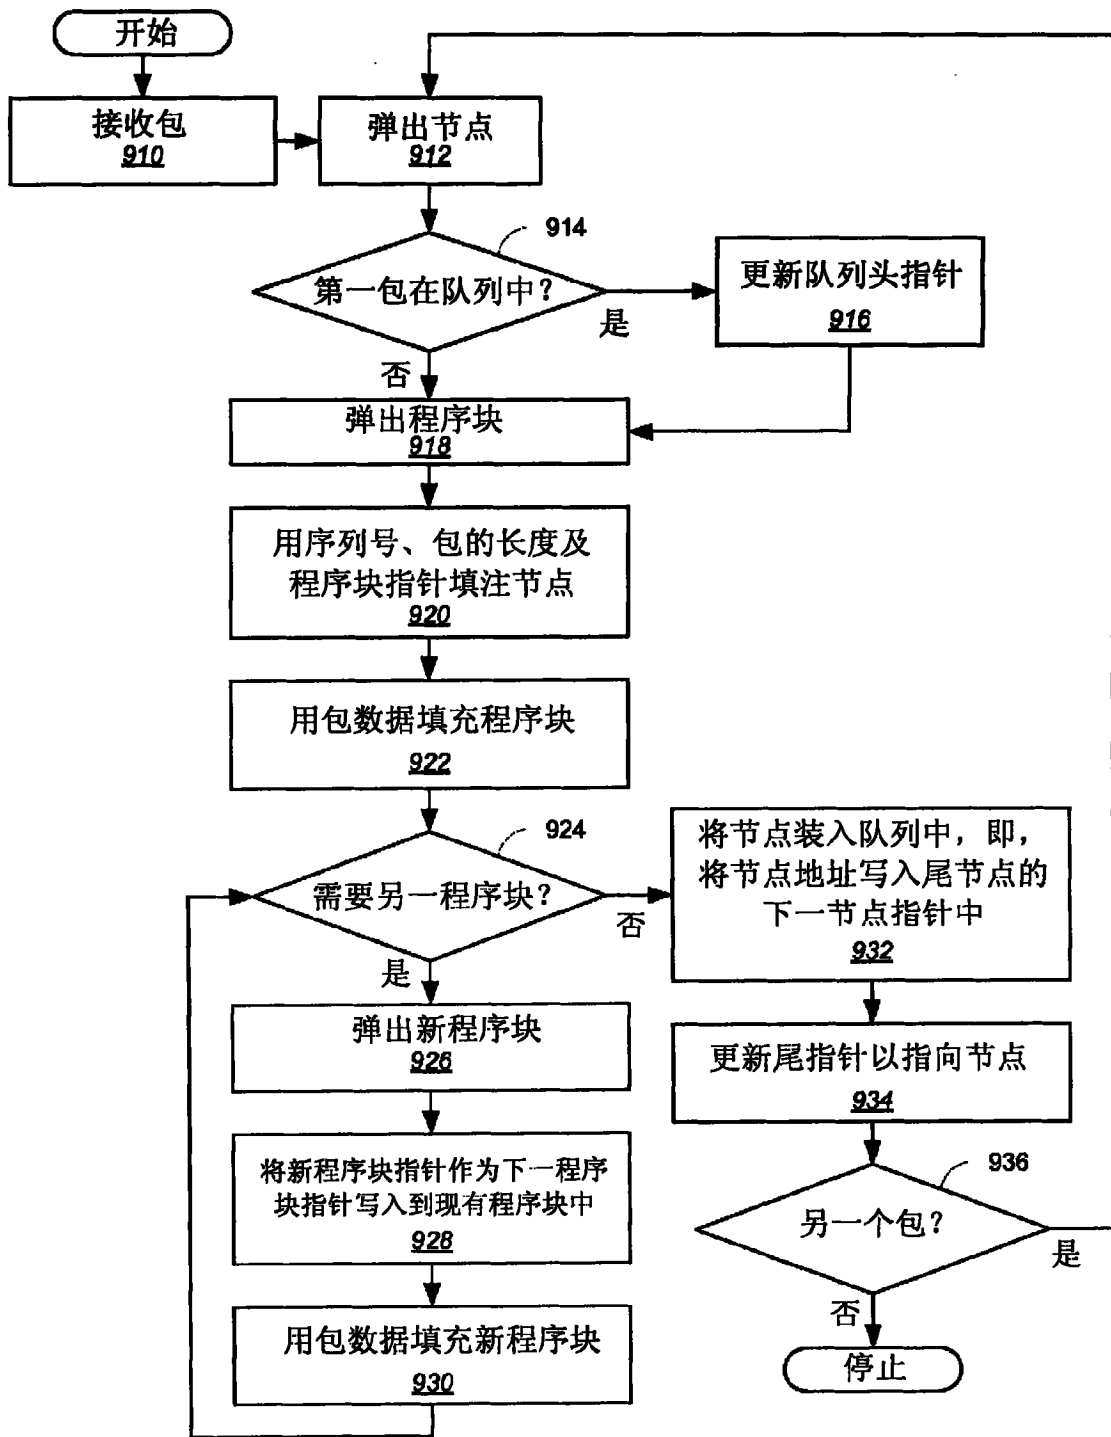 开始
接收包
910
弹出节点
912
914
第一包在队列中?
是
否
更新队列头指针
916
弹出程序块
918
用序列号、包的长度及
程序块指针填注节点
920
用包数据填充程序块
922
924
需要另一程序块?
否
是
弹出新程序块
926
将新程序块指针作为下一程序
块指针写入到现有程序块中
928
用包数据填充新程序块
930
将节点装入队列中，即，
将节点地址写入尾节点的
下一节点指针中
932
更新尾指针以指向节点
934
936
另一个包?
是
否
停止